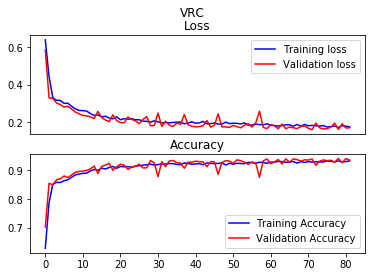 VRC
Loss
0.6
0.4
0.2
Training loss
Validation loss
Accuracy
0.9
0.8
0.7
Training Accuracy
Validation Accuracy
0 10 20 30 40 50 60 70 80